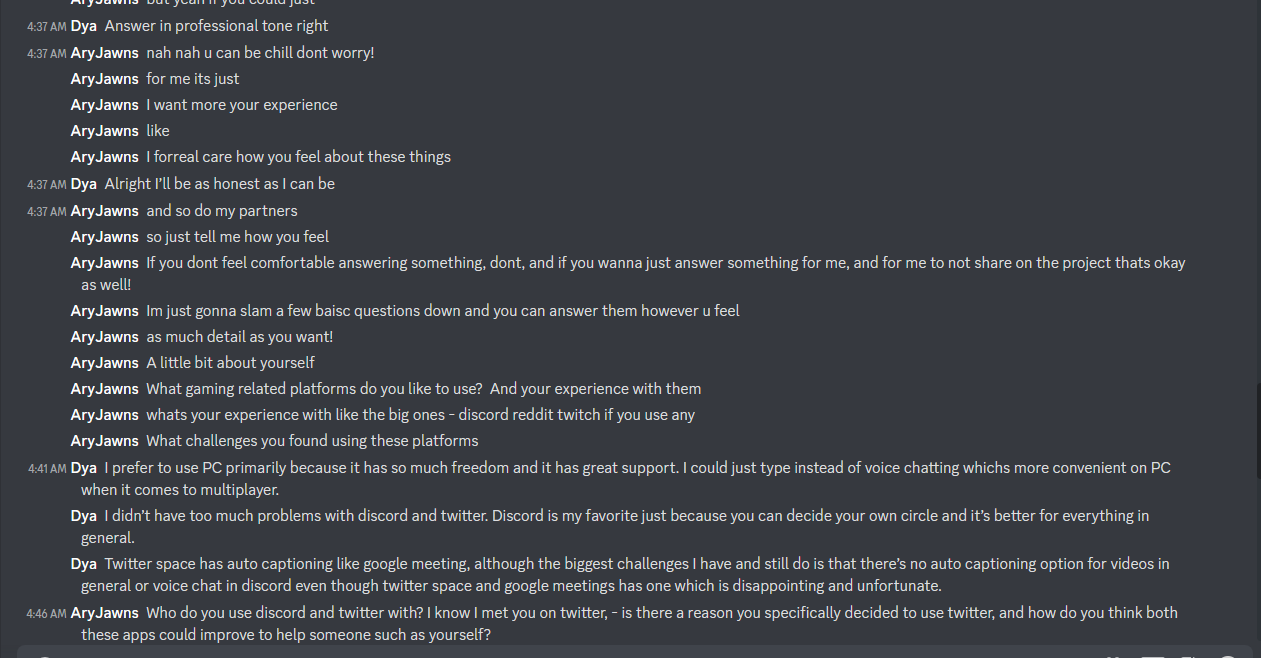 AryJawns but yeah if you could just
4:37 AM Dya Answer in professional tone right
4:37 AM AryJawns nah nah u can be chill dont worry!
AryJawns for me its just
AryJawns I want more your experience
AryJawns like
AryJawns I forreal care how you feel about these things
4:37 AM Dya Alright I'll be as honest as I can be
4:37 AM AryJawns and so do my partners
AryJawns so just tell me how you feel
AryJawns If you dont feel comfortable answering something, dont, and if you wanna just answer something for me, and for me to not share on the project thats okay
as well!
AryJawns Im just gonna slam a few baisc questions down and you can answer them however u feel
AryJawns as much detail as you want!
AryJawns A little bit about yourself
AryJawns What gaming related platforms do you like to use? And your experience with them
AryJawns whats your experience with like the big ones - discord reddit twitch if you use any
AryJawns What challenges you found using these platforms
4:41 AM Dya I prefer to use PC primarily because it has so much freedom and it has great support. I could just type instead of voice chatting whichs more convenient on PC
when it comes to multiplayer.
Dya I didn't have too much problems with discord and twitter. Discord is my favorite just because you can decide your own circle and it's better for everything in
general.
Dya Twitter space has auto captioning like google meeting, although the biggest challenges I have and still do is that there's no auto captioning option for videos in
general or voice chat in discord even though twitter space and google meetings has one which is disappointing and unfortunate.
4:46 AM AryJawns Who do you use discord and twitter with? I know I met you on twitter, - is there a reason you specifically decided to use twitter, and how do you think both
these apps could improve to help someone such as yourself?